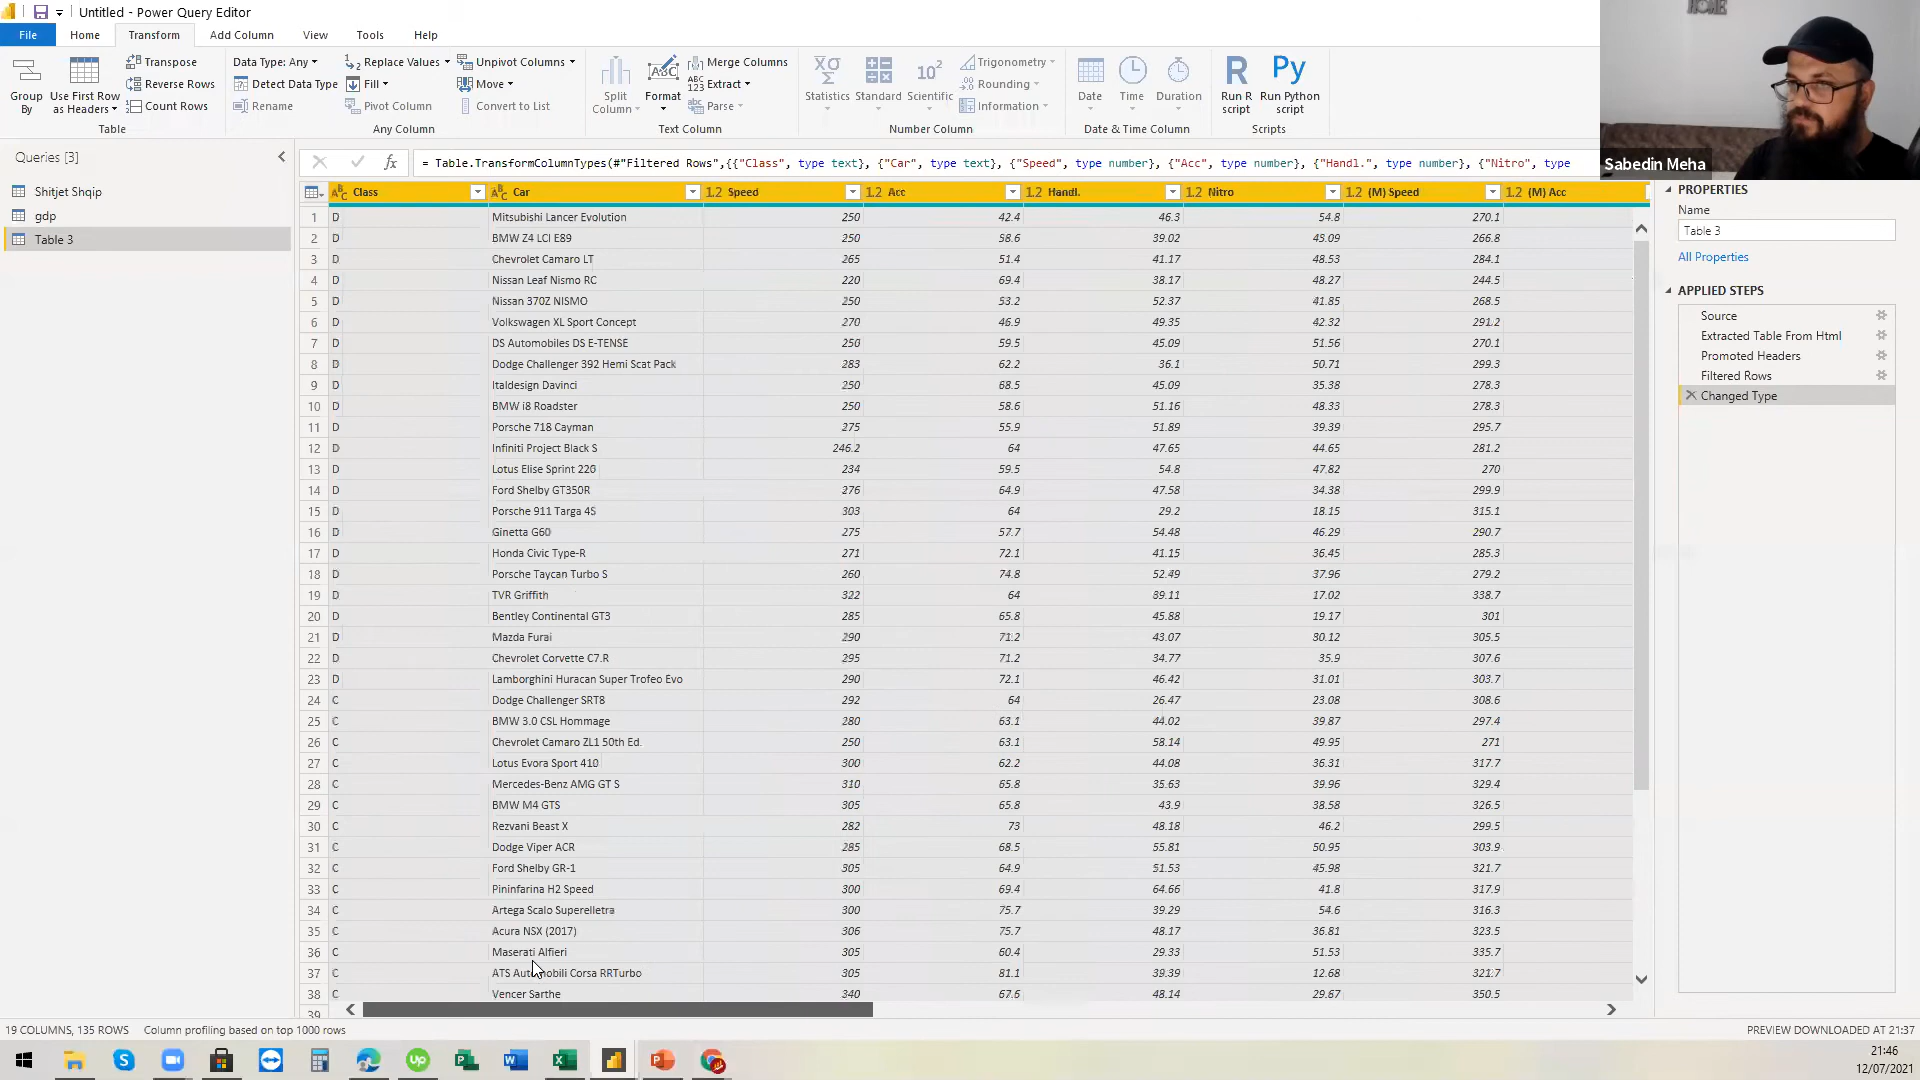 Untitled - Power Query Editor
File Home Transform Add Column View Tools Help
Group By
Use First Row as Headers
Transpose
Reverse Rows
Count Rows
Table
Data Type: Any
Detect Data Type
Rename
Replace Values
Fill
Pivot Column
Unpivot Columns
Move
Convert to List
Any Column
Split Column
Format
Merge Columns
Extract
Parse
Text Column
Statistics
Standard
Scientific
Trigonometry
Rounding
Information
Number Column
Date
Time
Duration
Date & Time Column
Run R script
Run Python script
Scripts
HOME
Sabedin Meha
Queries [3]
Shitjet Shqip
gdp
Table 3
= Table.TransformColumnTypes(#"Filtered Rows",{{"Class", type text}, {"Car", type text}, {"Speed", type number}, {"Acc", type number}, {"Handl.", type number}, {"Nitro", type
Class Car Speed Acc Handl. Nitro (M) Speed (M) Acc
1 D Mitsubishi Lancer Evolution 250 42.4 46.3 54.8 270.1
2 D BMW Z4 LCI E89 250 58.6 39.02 45.09 266.8
3 D Chevrolet Camaro LT 265 51.4 41.17 48.53 284.1
4 D Nissan Leaf Nismo RC 220 69.4 38.17 48.27 244.5
5 D Nissan 370Z NISMO 250 53.2 52.37 41.85 268.5
6 D Volkswagen XL Sport Concept 270 46.9 49.35 42.32 291.2
7 D DS Automobiles DS E-TENSE 250 59.5 45.09 51.56 270.1
8 D Dodge Challenger 392 Hemi Scat Pack 283 62.2 36.1 50.71 299.3
9 D Italdesign Davinci 250 68.5 45.09 35.38 278.3
10 D BMW i8 Roadster 250 58.6 51.16 48.33 278.3
11 D Porsche 718 Cayman 275 55.9 51.89 39.39 295.7
12 D Infiniti Project Black S 246.2 64 47.65 44.65 281.2
13 D Lotus Elise Sprint 220 234 59.5 54.8 47.82 270
14 D Ford Shelby GT350R 276 64.9 47.58 34.38 299.9
15 D Porsche 911 Targa 4S 303 64 29.2 18.15 315.1
16 D Ginetta G60 275 57.7 54.48 46.29 290.7
17 D Honda Civic Type-R 271 72.1 41.15 36.45 285.3
18 D Porsche Taycan Turbo S 260 74.8 52.49 37.96 279.2
19 D TVR Griffith 322 64 39.11 17.02 338.7
20 D Bentley Continental GT3 285 65.8 45.88 19.17 301
21 D Mazda Furai 290 71.2 43.07 30.12 305.5
22 D Chevrolet Corvette C7.R 295 71.2 34.77 35.9 307.6
23 D Lamborghini Huracan Super Trofeo Evo 290 72.1 46.42 31.01 303.7
24 C Dodge Challenger SRT8 292 64 26.47 23.08 308.6
25 C BMW 3.0 CSL Hommage 280 63.1 44.02 39.87 297.4
26 C Chevrolet Camaro ZL1 50th Ed. 250 63.1 58.14 49.95 271
27 C Lotus Evora Sport 410 300 62.2 44.08 36.31 317.7
28 C Mercedes-Benz AMG GT S 310 65.8 35.63 39.96 329.4
29 C BMW M4 GTS 305 65.8 43.9 38.58 326.5
30 C Rezvani Beast X 282 73 48.18 46.2 299.5
31 C Dodge Viper ACR 285 68.5 55.81 50.95 303.9
32 C Ford Shelby GR-1 305 64.9 51.53 45.98 321.7
33 C Pininfarina H2 Speed 300 69.4 64.66 41.8 317.9
34 C Artega Scalo Superelletra 300 75.7 39.29 54.6 316.3
35 C Acura NSX (2017) 306 75.7 48.17 36.81 323.5
36 C Maserati Alfieri 305 60.4 29.33 51.53 335.7
37 C ATS Automobili Corsa RRTurbo 305 81.1 39.39 12.68 321.7
38 C Vencer Sarthe 340 67.6 48.14 29.67 350.5
39
PROPERTIES
Name
Table 3
All Properties
APPLIED STEPS
Source
Extracted Table From Html
Promoted Headers
Filtered Rows
Changed Type
19 COLUMNS, 135 ROWS Column profiling based on top 1000 rows
PREVIEW DOWNLOADED AT 21:37
21:46
12/07/2021